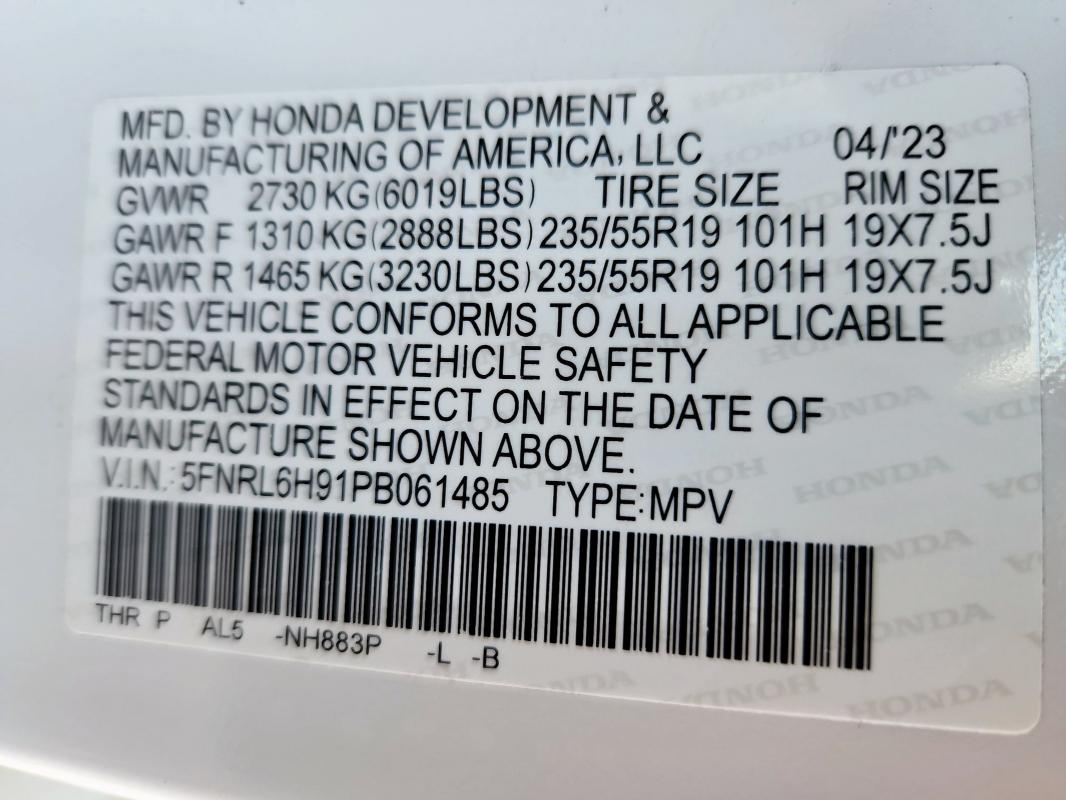 MFD. BY HONDA DEVELOPMENT &
MANUFACTURING OF AMERICA, LLC 04/'23
GVWR 2730 KG(6019LBS) TIRE SIZE RIM SIZE
GAWR F 1310 KG(2888LBS) 235/55R19 101H 19X7.5J
GAWR R 1465 KG(3230LBS) 235/55R19 101H 19X7.5J
THIS VEHICLE CONFORMS TO ALL APPLICABLE
FEDERAL MOTOR VEHICLE SAFETY
STANDARDS IN EFFECT ON THE DATE OF
MANUFACTURE SHOWN ABOVE.
V.I.N.: 5FNRL6H91PB061485 TYPE:MPV
THR P AL5 -NH883P -L -B